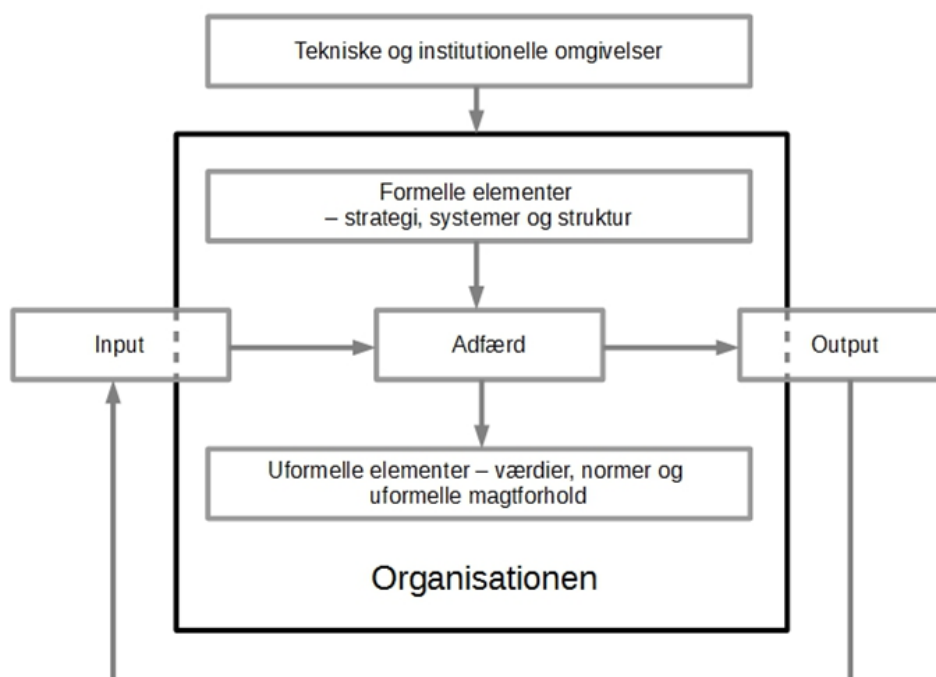 Tekniske og institutionelle omgivelser
Formelle elementer
– strategi, systemer og struktur
Input
Adfærd
Output
Uformelle elementer – værdier, normer og
uformelle magtforhold
Organisationen